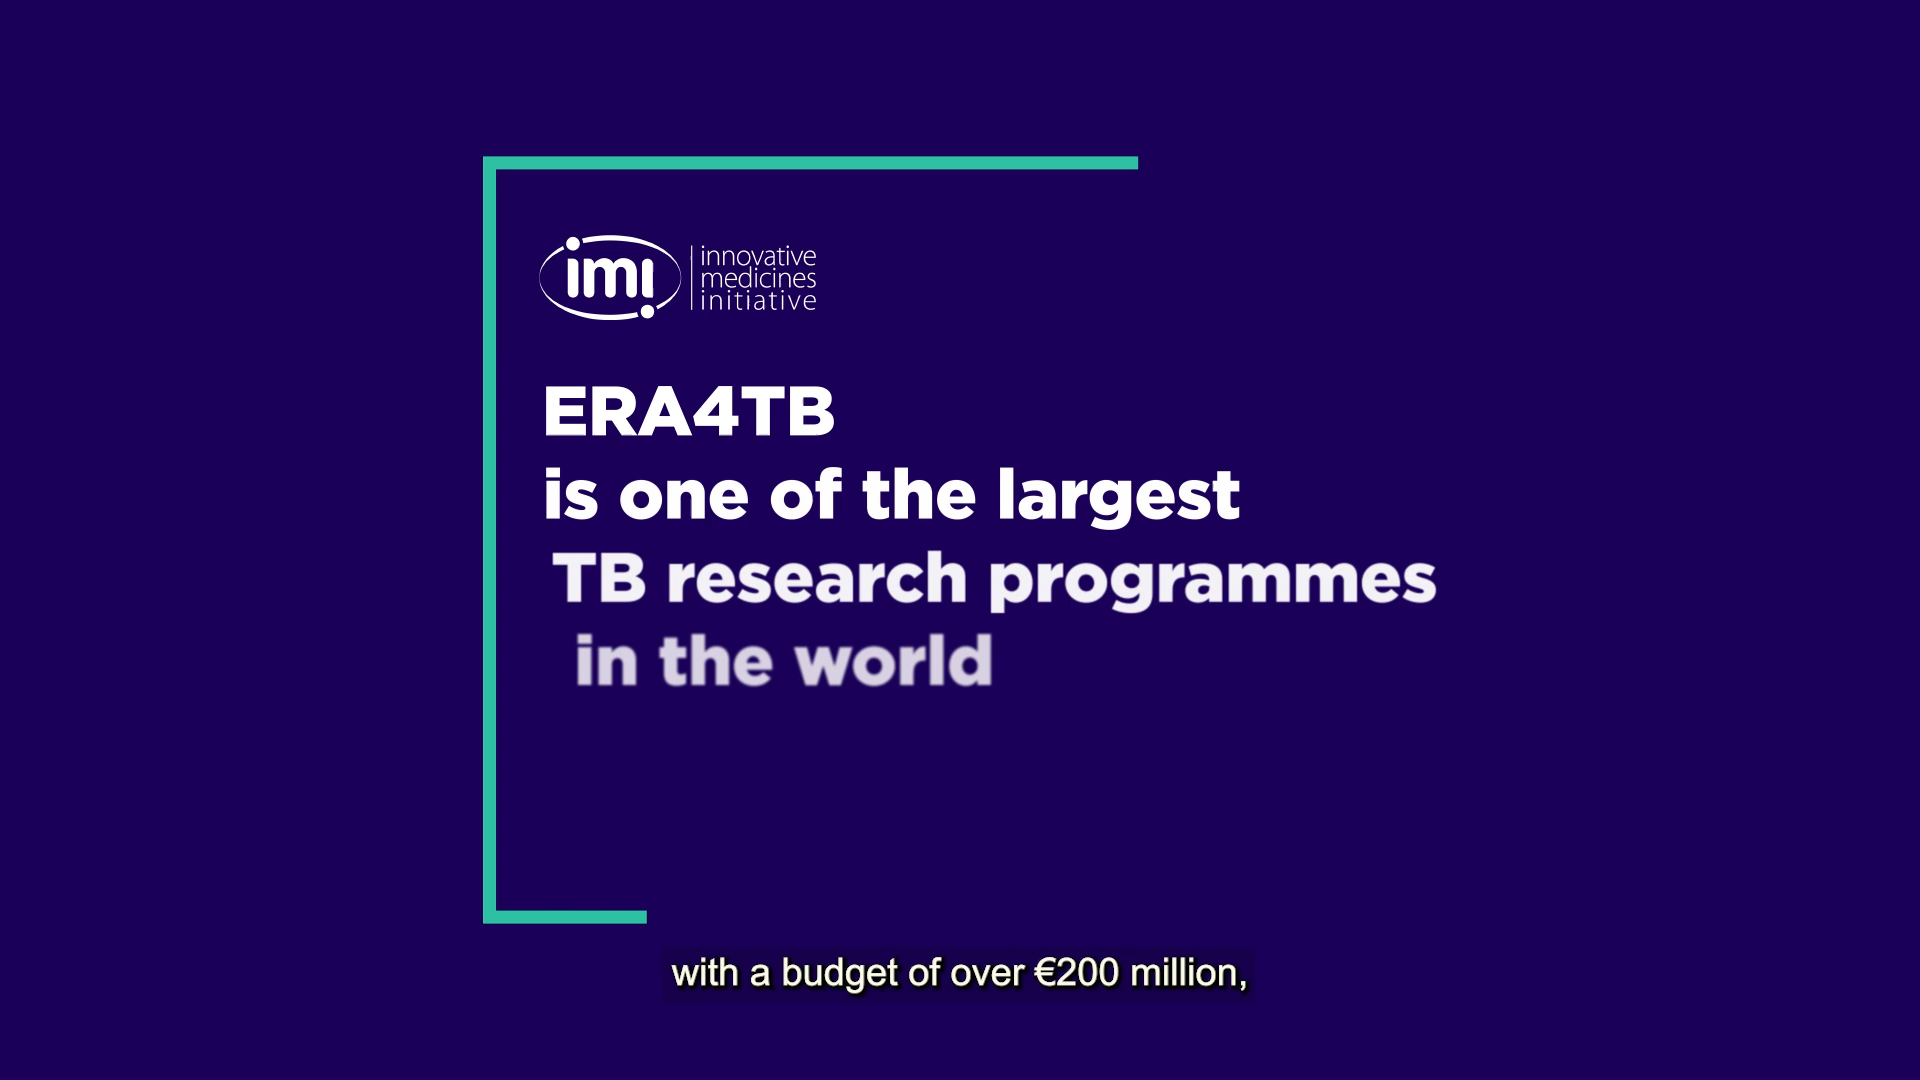 imi
innovative
medicines
initiative
ERA4TB
is one of the largest
TB research programmes
in the world
with a budget of over €200 million,